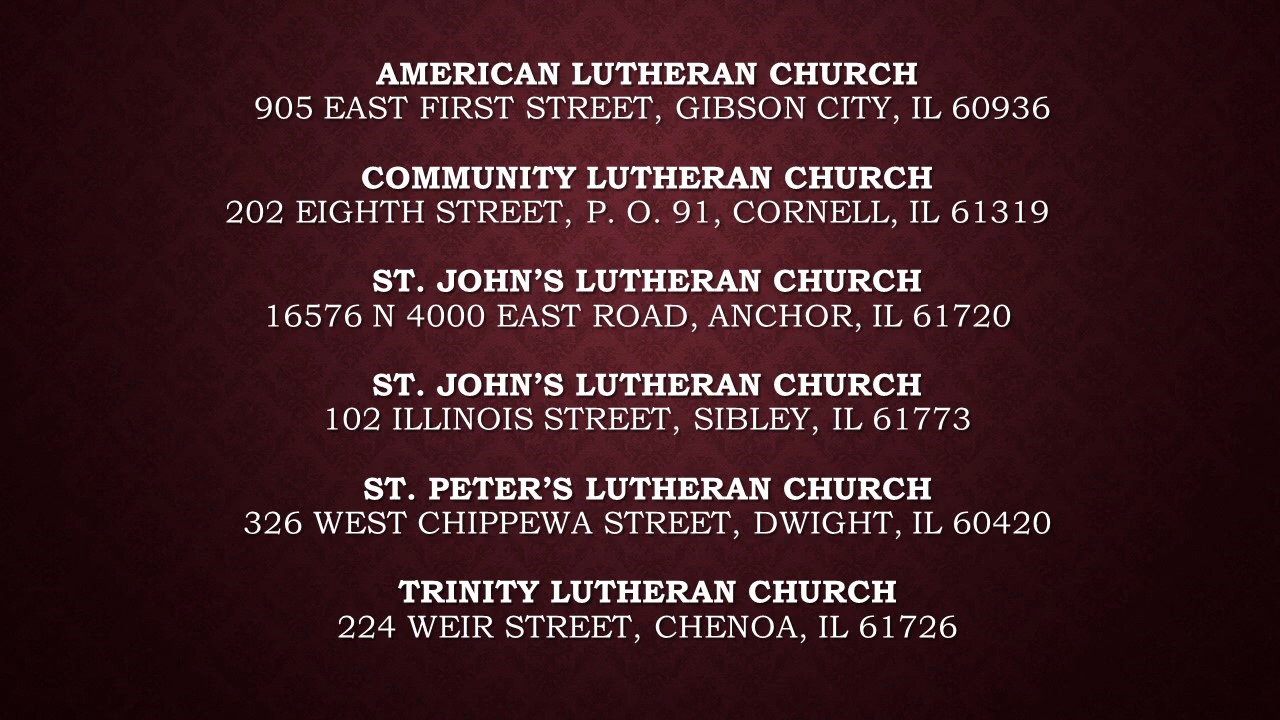 AMERICAN LUTHERAN CHURCH
905 EAST FIRST STREET, GIBSON CITY, IL 60936
COMMUNITY LUTHERAN CHURCH
202 EIGHTH STREET, P. O. 91, CORNELL, IL 61319
ST. JOHN’S LUTHERAN CHURCH
16576 N 4000 EAST ROAD, ANCHOR, IL 61720
ST. JOHN’S LUTHERAN CHURCH
102 ILLINOIS STREET, SIBLEY, IL 61773
ST. PETER’S LUTHERAN CHURCH
326 WEST CHIPPEWA STREET, DWIGHT, IL 60420
TRINITY LUTHERAN CHURCH
224 WEIR STREET, CHENOA, IL 61726